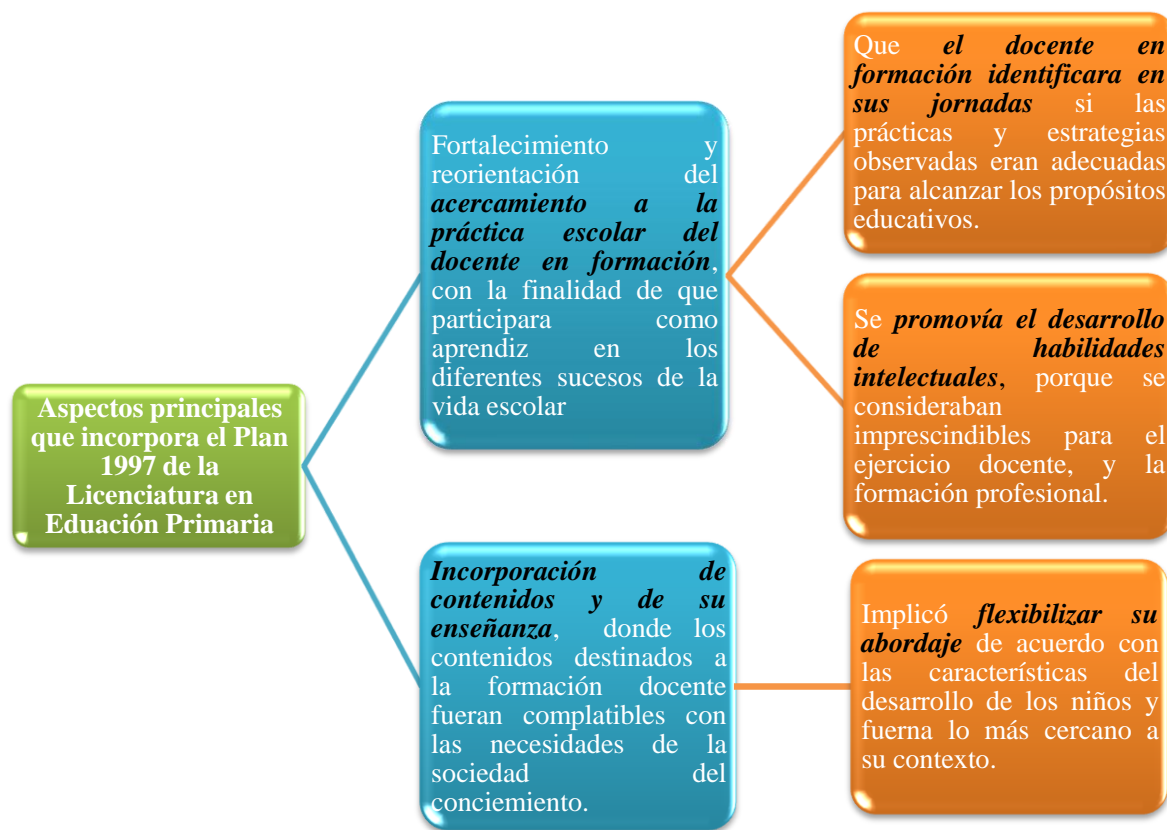 Aspectos principales
que incorpora el Plan
1997 de la
Licenciatura en
Eduación Primaria
Fortalecimiento y
reorientación del
acercamiento a la
práctica escolar del
docente en formación,
con la finalidad de que
participara como
aprendiz en los
diferentes sucesos de la
vida escolar
Que el docente en
formación identificara en
sus jornadas si las
prácticas y estrategias
observadas eran adecuadas
para alcanzar los propósitos
educativos.
Se promovía el desarrollo
de habilidades
intelectuales, porque se
consideraban
imprescindibles para el
ejercicio docente, y la
formación profesional.
Incorporación de
contenidos y de su
enseñanza, donde los
contenidos destinados a
la formación docente
fueran complatibles con
las necesidades de la
sociedad del
conciemiento.
Implicó flexibilizar su
abordaje de acuerdo con
las características del
desarrollo de los niños y
fuerna lo más cercano a
su contexto.